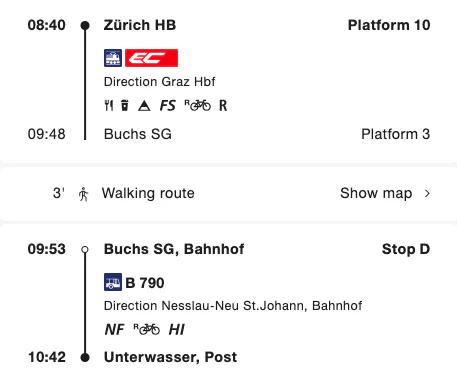 08:40 Zürich HB Platform 10
EC
Direction Graz Hbf
FS R R
09:48 Buchs SG Platform 3
3' Walking route Show map
09:53 Buchs SG, Bahnhof Stop D
B 790
Direction Nesslau-Neu St.Johann, Bahnhof
NF R HI
10:42 Unterwasser, Post